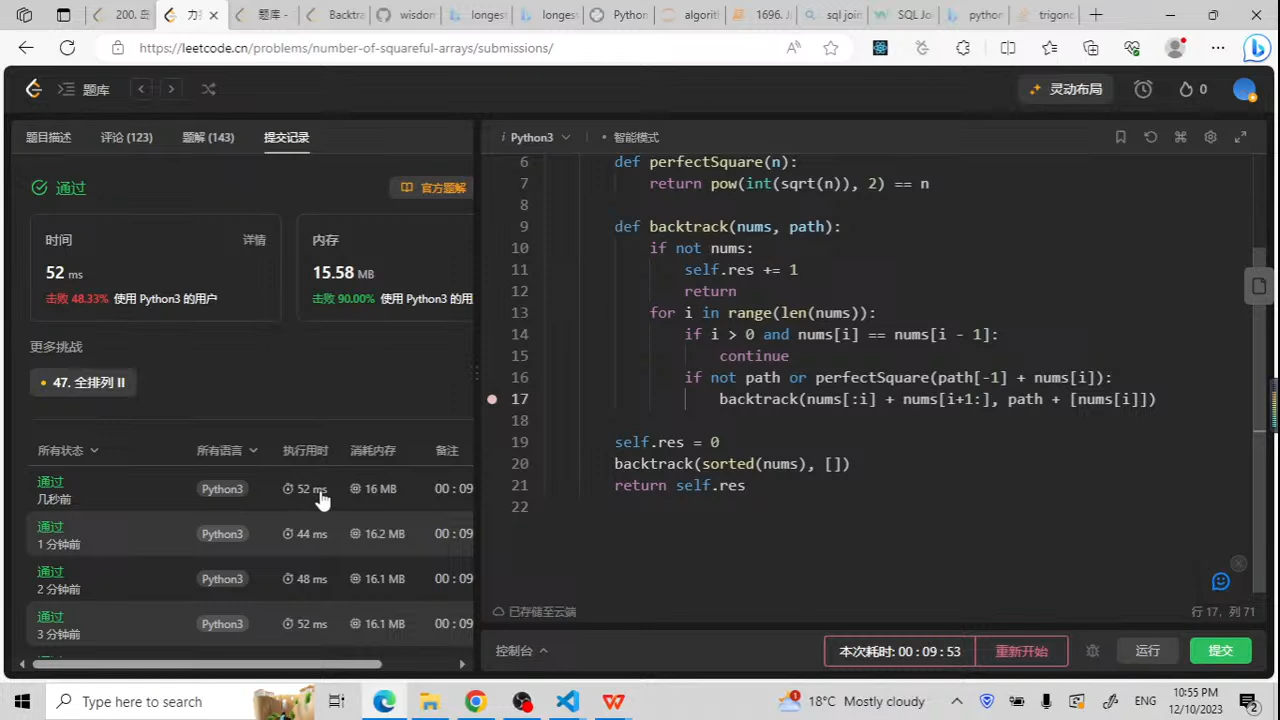 200. 岛
力扌
题库 -
Backtra
wisdom
longest
longest
Python
algorith
1696. J
sql join
SQL Jo
python
trigono
https://leetcode.cn/problems/number-of-squareful-arrays/submissions/
题库
灵动布局
0
题目描述
评论 (123)
题解 (143)
提交记录
i Python3
• 智能模式
通过
官方题解
时间
详情
52 ms
击败 48.33% 使用 Python3 的用户
内存
15.58 MB
击败 90.00% 使用 Python3 的用
更多挑战
47. 全排列 II
所有状态
所有语言
执行用时
消耗内存
备注
通过
几秒前
Python3
52 ms
16 MB
00 : 09
通过
1 分钟前
Python3
44 ms
16.2 MB
00 : 09
通过
2 分钟前
Python3
48 ms
16.1 MB
00 : 09
通过
3 分钟前
Python3
52 ms
16.1 MB
00 : 09
6 def perfectSquare(n):
7 return pow(int(sqrt(n)), 2) == n
8
9 def backtrack(nums, path):
10 if not nums:
11 self.res += 1
12 return
13 for i in range(len(nums)):
14 if i > 0 and nums[i] == nums[i - 1]:
15 continue
16 if not path or perfectSquare(path[-1] + nums[i]):
17 backtrack(nums[:i] + nums[i+1:], path + [nums[i]])
18
19 self.res = 0
20 backtrack(sorted(nums), [])
21 return self.res
22
已存储至云端
行 17, 列 71
控制台
本次耗时: 00 : 09 : 53
重新开始
运行
提交
Type here to search
1
18°C Mostly cloudy
ENG
10:55 PM
12/10/2023
2